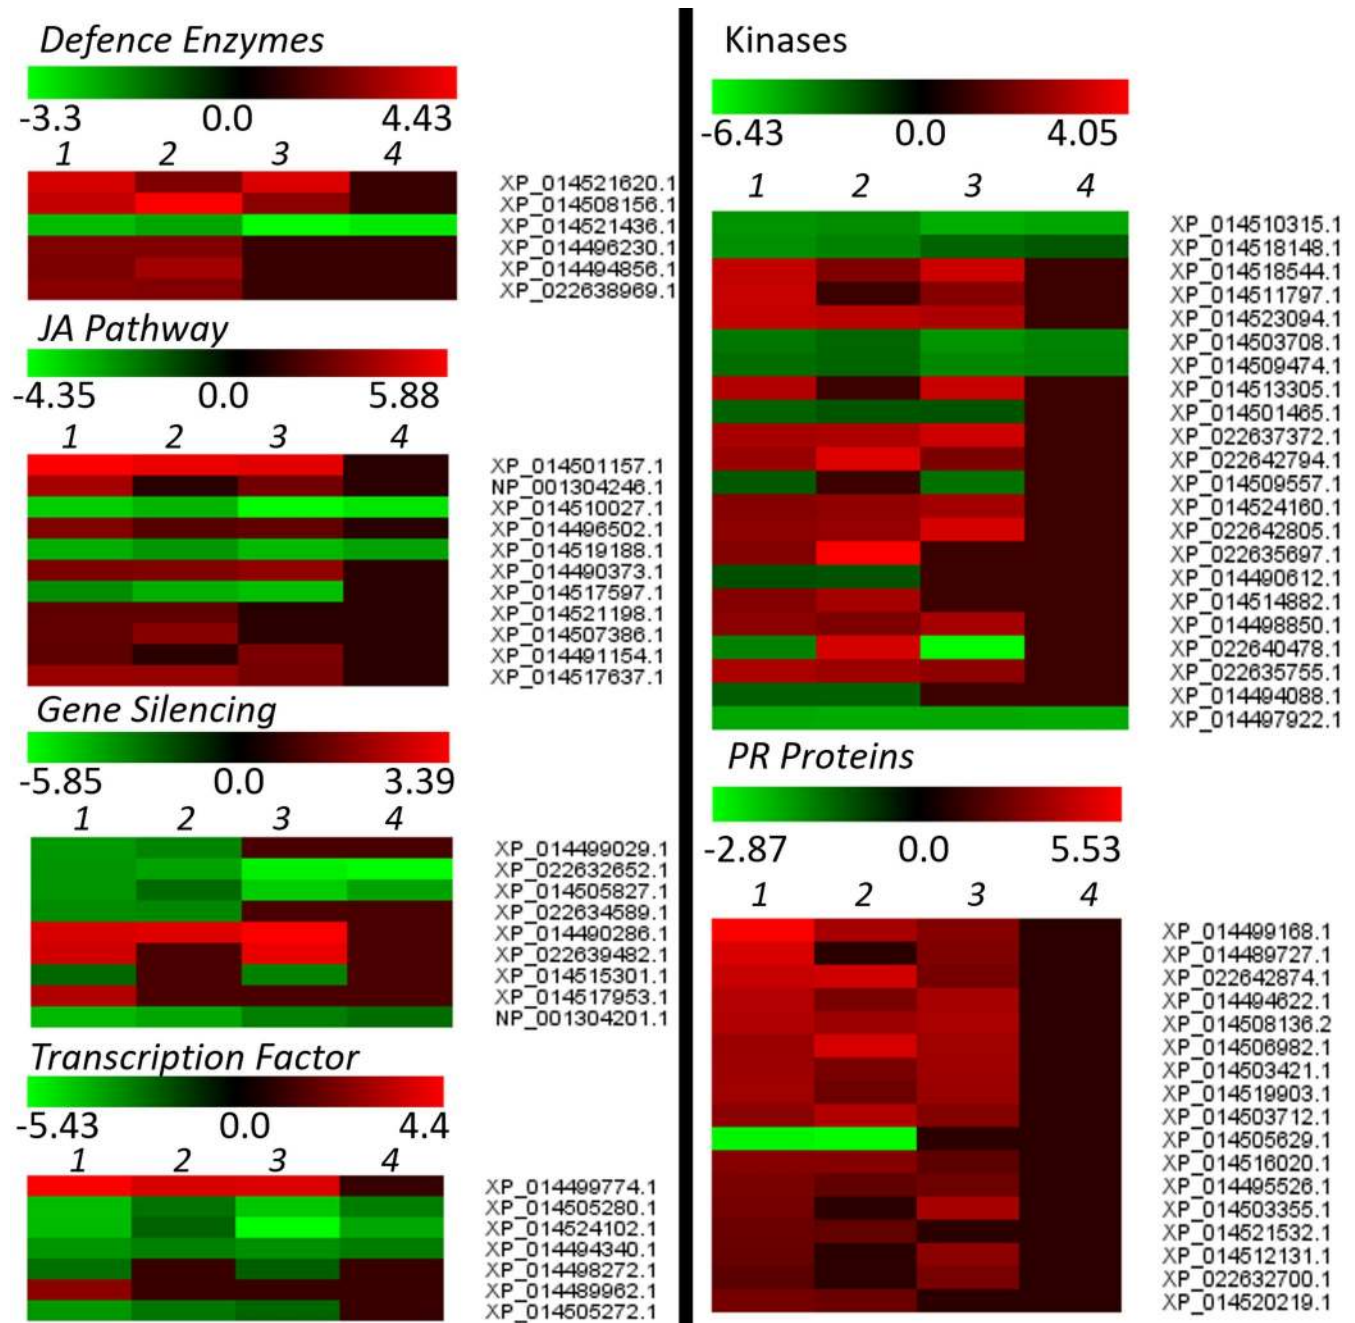 Defence Enzymes
-3.3 0.0 4.43
1 2 3 4
XP_014521620.1
XP_014508156.1
XP_014521436.1
XP_014496230.1
XP_014494856.1
XP_022638969.1
JA Pathway
-4.35 0.0 5.88
1 2 3 4
XP_014501157.1
NP_001304246.1
XP_014510027.1
XP_014496502.1
XP_014519188.1
XP_014490373.1
XP_014517597.1
XP_014521198.1
XP_014507386.1
XP_014491154.1
XP_014517637.1
Gene Silencing
-5.85 0.0 3.39
1 2 3 4
XP_014499029.1
XP_022632652.1
XP_014505827.1
XP_022634589.1
XP_014490286.1
XP_022639482.1
XP_014515301.1
XP_014517953.1
NP_001304201.1
Transcription Factor
-5.43 0.0 4.4
1 2 3 4
XP_014499774.1
XP_014505280.1
XP_014524102.1
XP_014494340.1
XP_014498272.1
XP_014489962.1
XP_014505272.1
Kinases
-6.43 0.0 4.05
1 2 3 4
XP_014510315.1
XP_014518148.1
XP_014518544.1
XP_014511797.1
XP_014523094.1
XP_014503708.1
XP_014509474.1
XP_014513305.1
XP_014501465.1
XP_022637372.1
XP_022642794.1
XP_014509557.1
XP_014524160.1
XP_022642805.1
XP_022635697.1
XP_014490612.1
XP_014514882.1
XP_014498850.1
XP_022640478.1
XP_022635755.1
XP_014494088.1
XP_014497922.1
PR Proteins
-2.87 0.0 5.53
1 2 3 4
XP_014499168.1
XP_014489727.1
XP_022642874.1
XP_014494622.1
XP_014508136.2
XP_014506982.1
XP_014503421.1
XP_014519903.1
XP_014503712.1
XP_014505629.1
XP_014516020.1
XP_014495526.1
XP_014503355.1
XP_014521532.1
XP_014512131.1
XP_022632700.1
XP_014520219.1